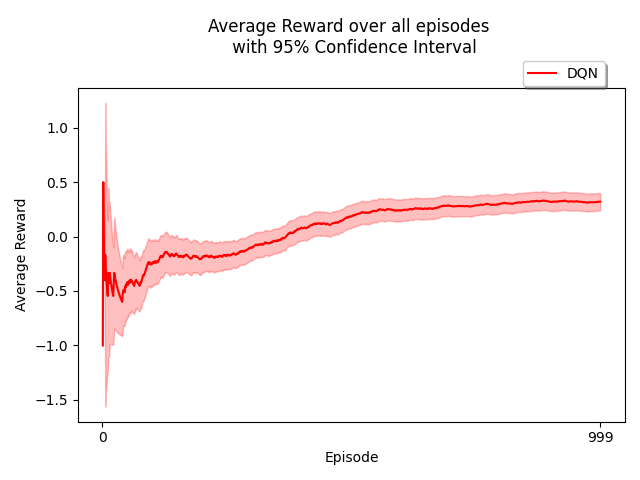 Average Reward over all episodes
with 95% Confidence Interval
DQN
1.0
0.5
0.0
−0.5
−1.0
−1.5
Average Reward
0
999
Episode